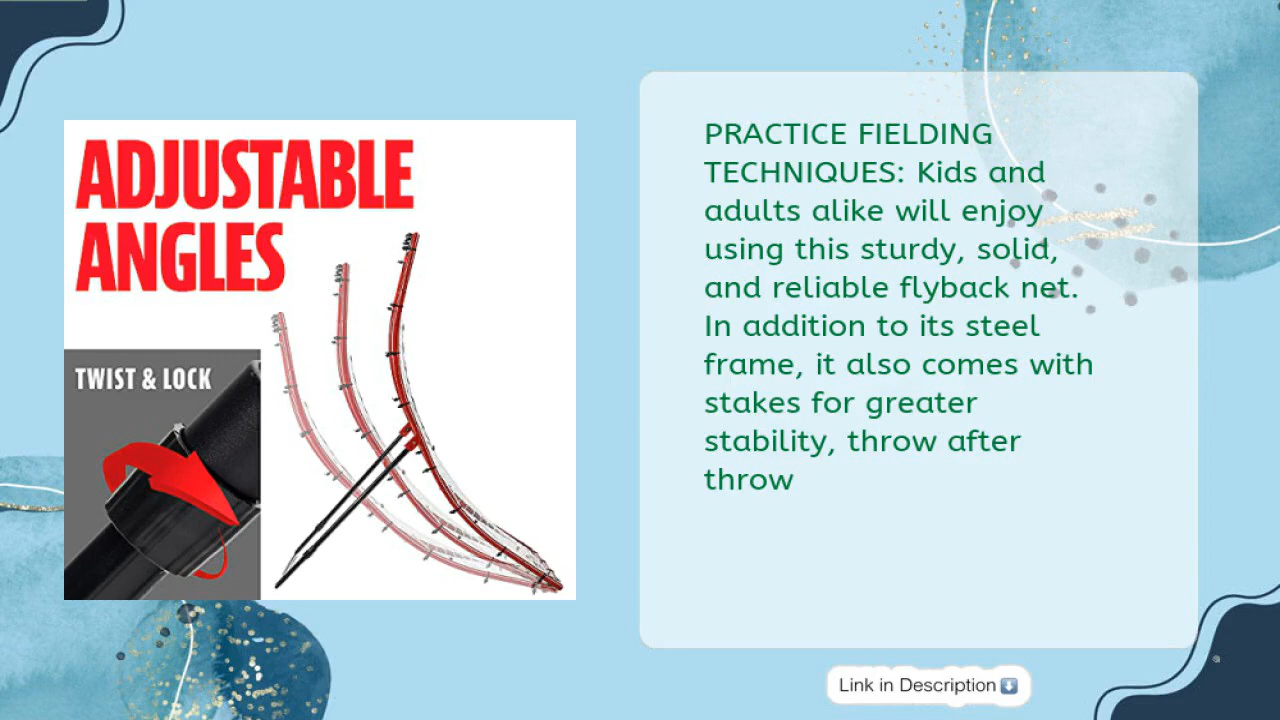 ADJUSTABLE
ANGLES
TWIST & LOCK
PRACTICE FIELDING
TECHNIQUES: Kids and
adults alike will enjoy
using this sturdy, solid,
and reliable flyback net.
In addition to its steel
frame, it also comes with
stakes for greater
stability, throw after
throw
Link in Description⬇️